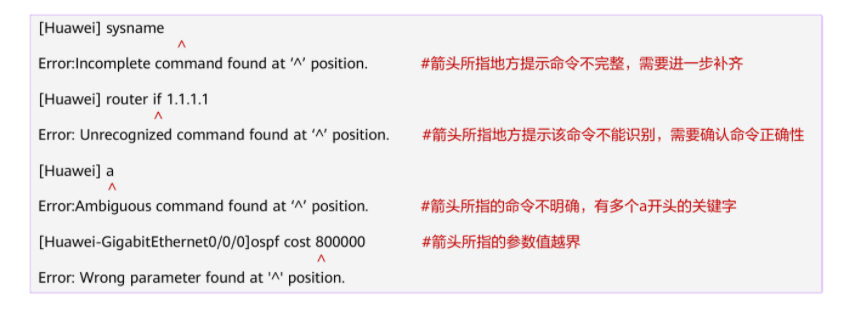 [Huawei] sysname
^
Error:Incomplete command found at ‘^’ position. #箭头所指地方提示命令不完整，需要进一步补齐
[Huawei] router if 1.1.1.1
^
Error: Unrecognized command found at ‘^’ position. #箭头所指地方提示该命令不能识别，需要确认命令正确性
[Huawei] a
^
Error:Ambiguous command found at ‘^’ position. #箭头所指的命令不明确，有多个a开头的关键字
[Huawei-GigabitEthernet0/0/0]ospf cost 800000 #箭头所指的参数值越界
^
Error: Wrong parameter found at '^' position.